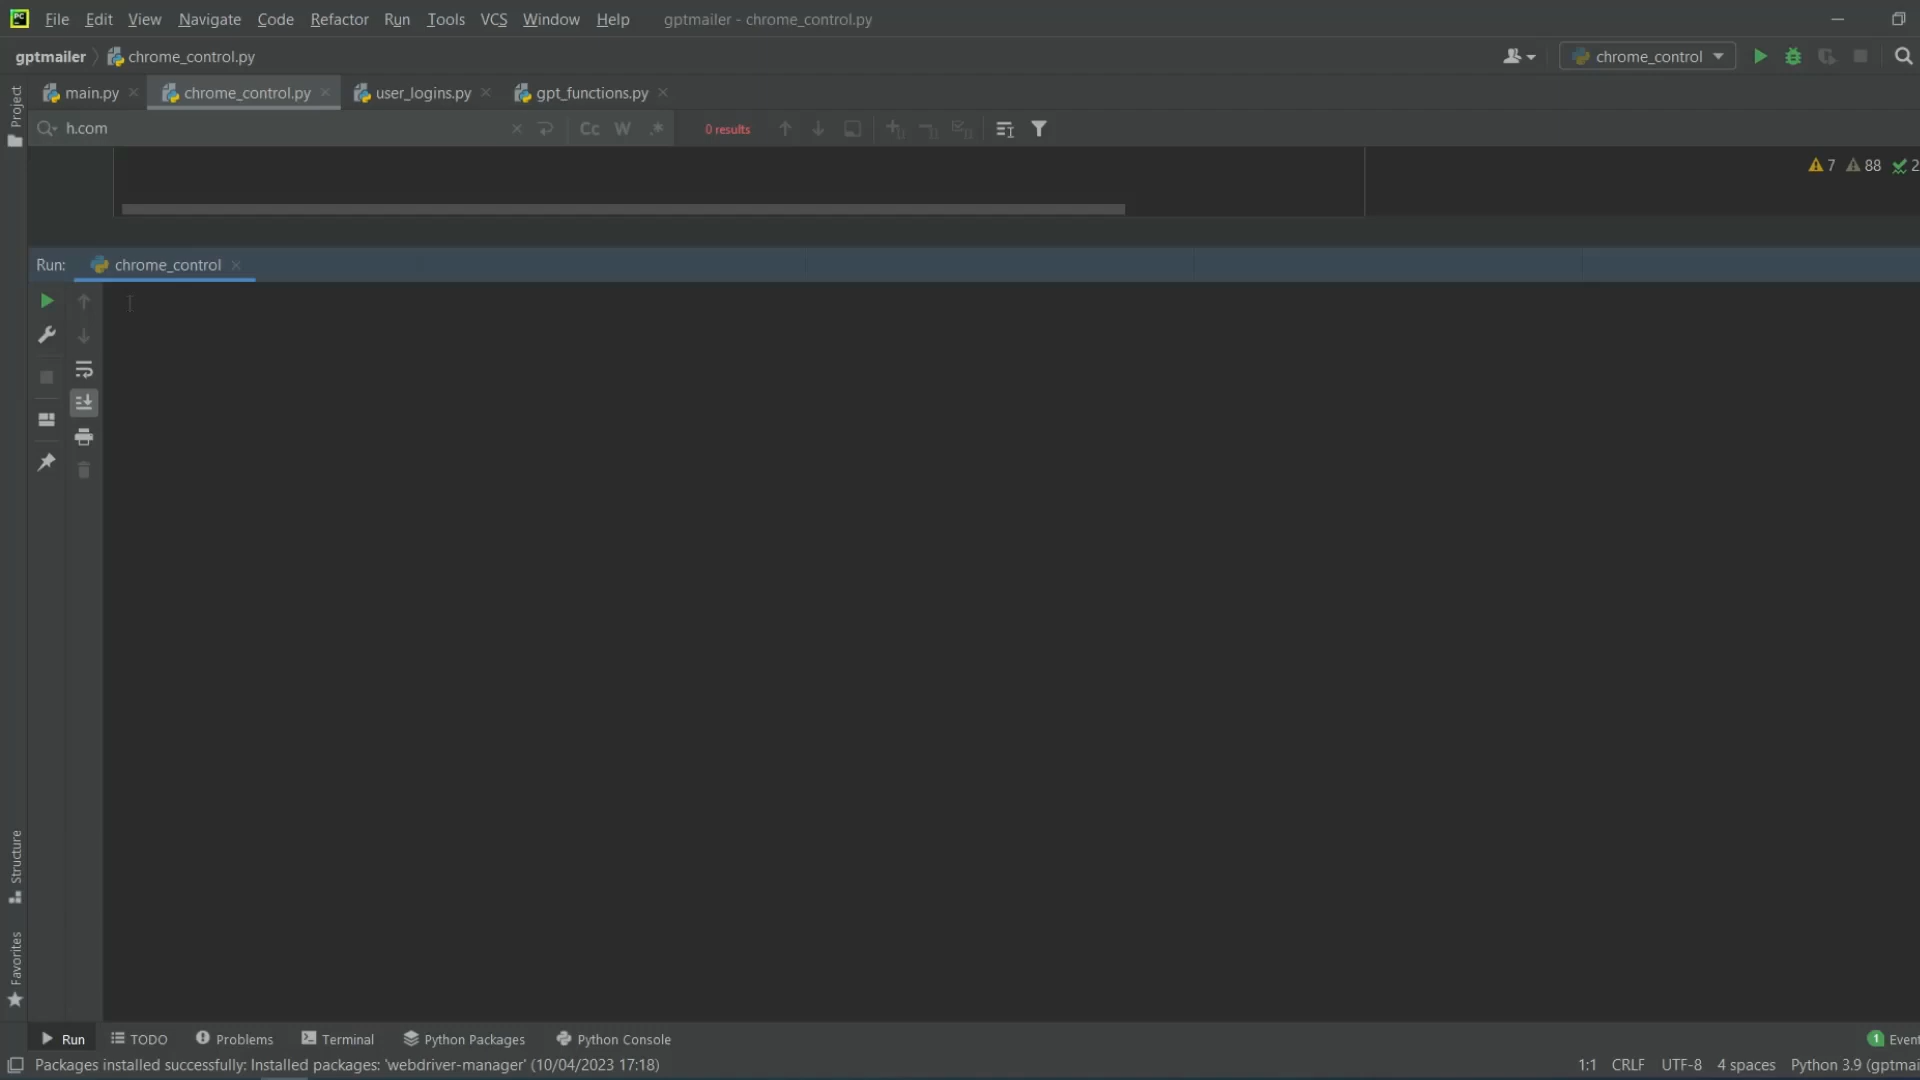 PC File Edit View Navigate Code Refactor Run Tools VCS Window Help gptmailer - chrome_control.py
gptmailer chrome_control.py chrome_control
main.py chrome_control.py user_logins.py gpt_functions.py
h.com Cc W .* 0 results
7 88 2
Project
Run: chrome_control
Structure
Favorites
Run TODO Problems Terminal Python Packages Python Console 1 Event
Packages installed successfully: Installed packages: 'webdriver-manager' (10/04/2023 17:18) 1:1 CRLF UTF-8 4 spaces Python 3.9 (gptmai